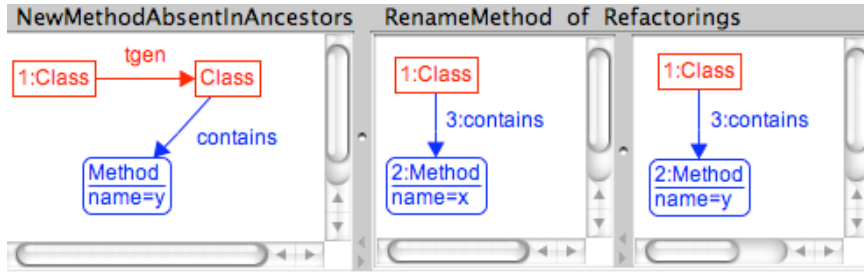 NewMethodAbsentInAncestors
RenameMethod of Refactorings
tgen
1:Class
Class
contains
Method
name=y
1:Class
3:contains
2:Method
name=x
1:Class
3:contains
2:Method
name=y